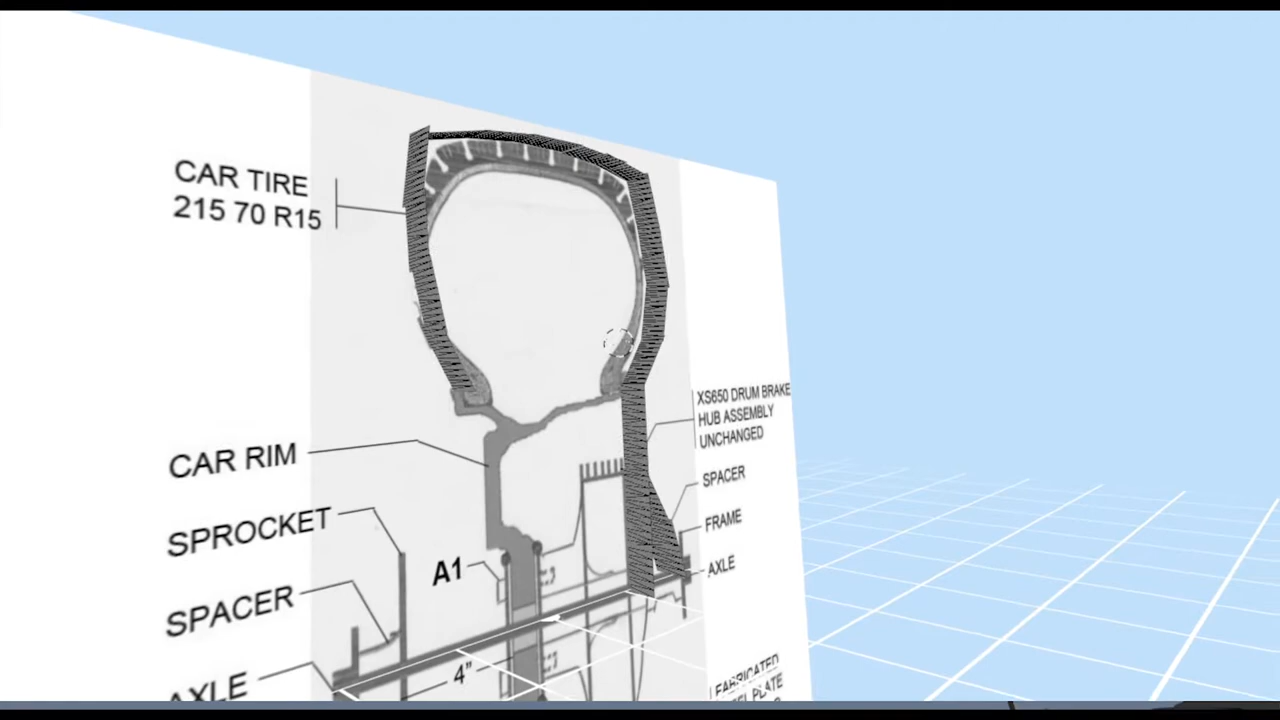 CAR TIRE
215 70 R15
CAR RIM
SPROCKET
SPACER
AXLE
A1
4"
XS650 DRUM BRAKE
HUB ASSEMBLY
UNCHANGED
SPACER
FRAME
AXLE
FABRICATED
PLATE